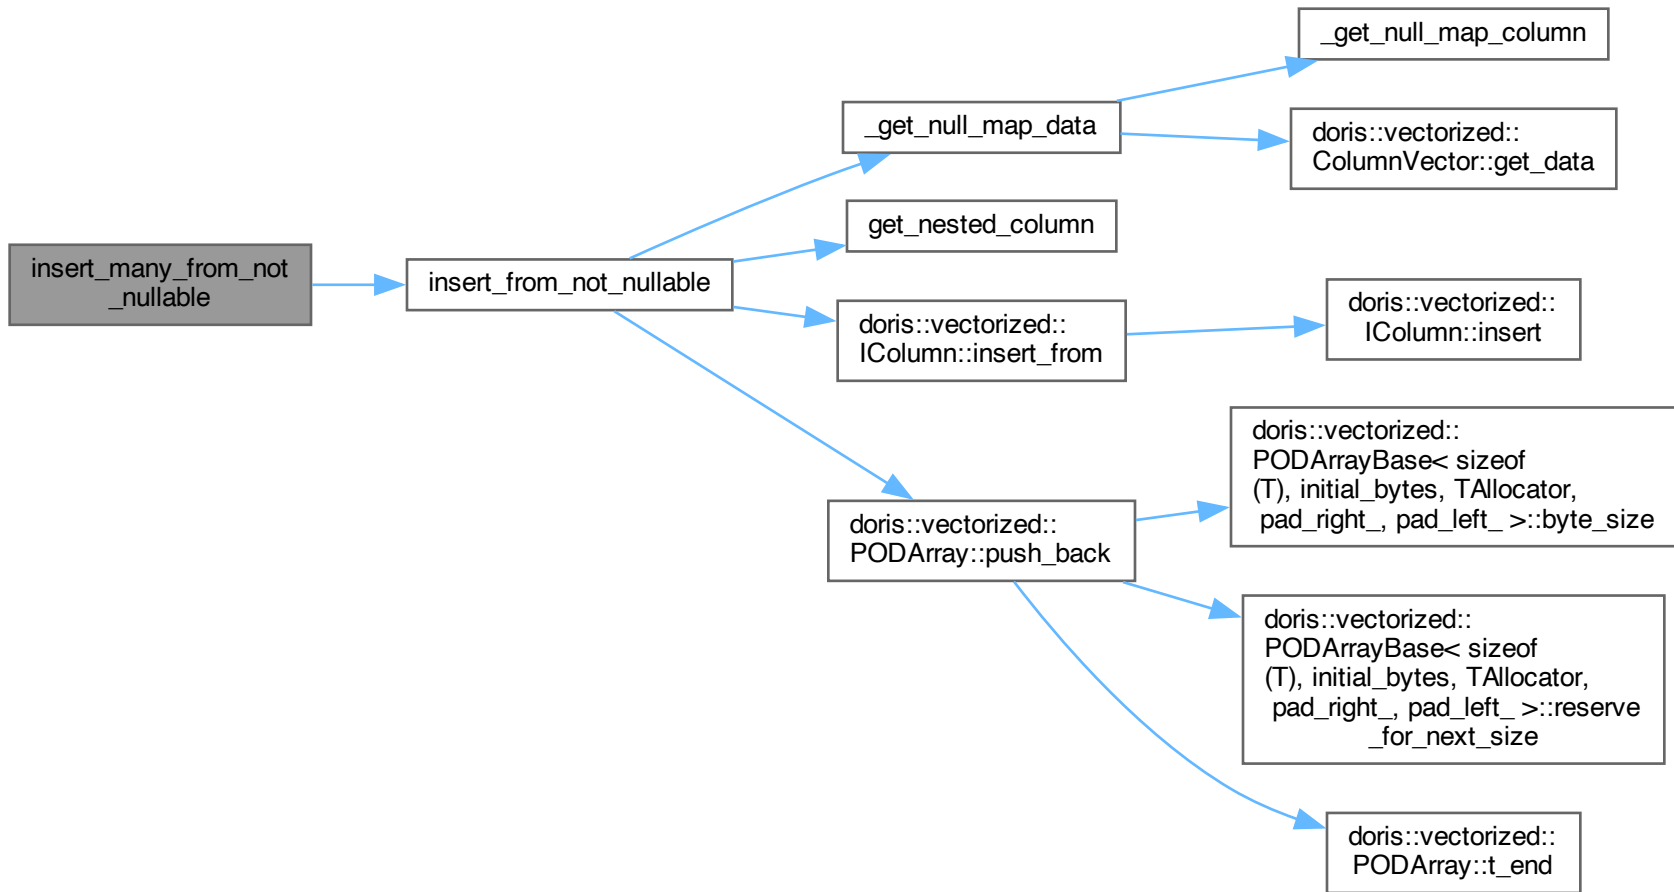 insert_many_from_not
_nullable
insert_from_not_nullable
_get_null_map_data
get_nested_column
doris::vectorized::
IColumn::insert_from
doris::vectorized::
PODArray::push_back
_get_null_map_column
doris::vectorized::
ColumnVector::get_data
doris::vectorized::
IColumn::insert
doris::vectorized::
PODArrayBase< sizeof
(T), initial_bytes, TAllocator,
pad_right_, pad_left_ >::byte_size
doris::vectorized::
PODArrayBase< sizeof
(T), initial_bytes, TAllocator,
pad_right_, pad_left_ >::reserve
_for_next_size
doris::vectorized::
PODArray::t_end